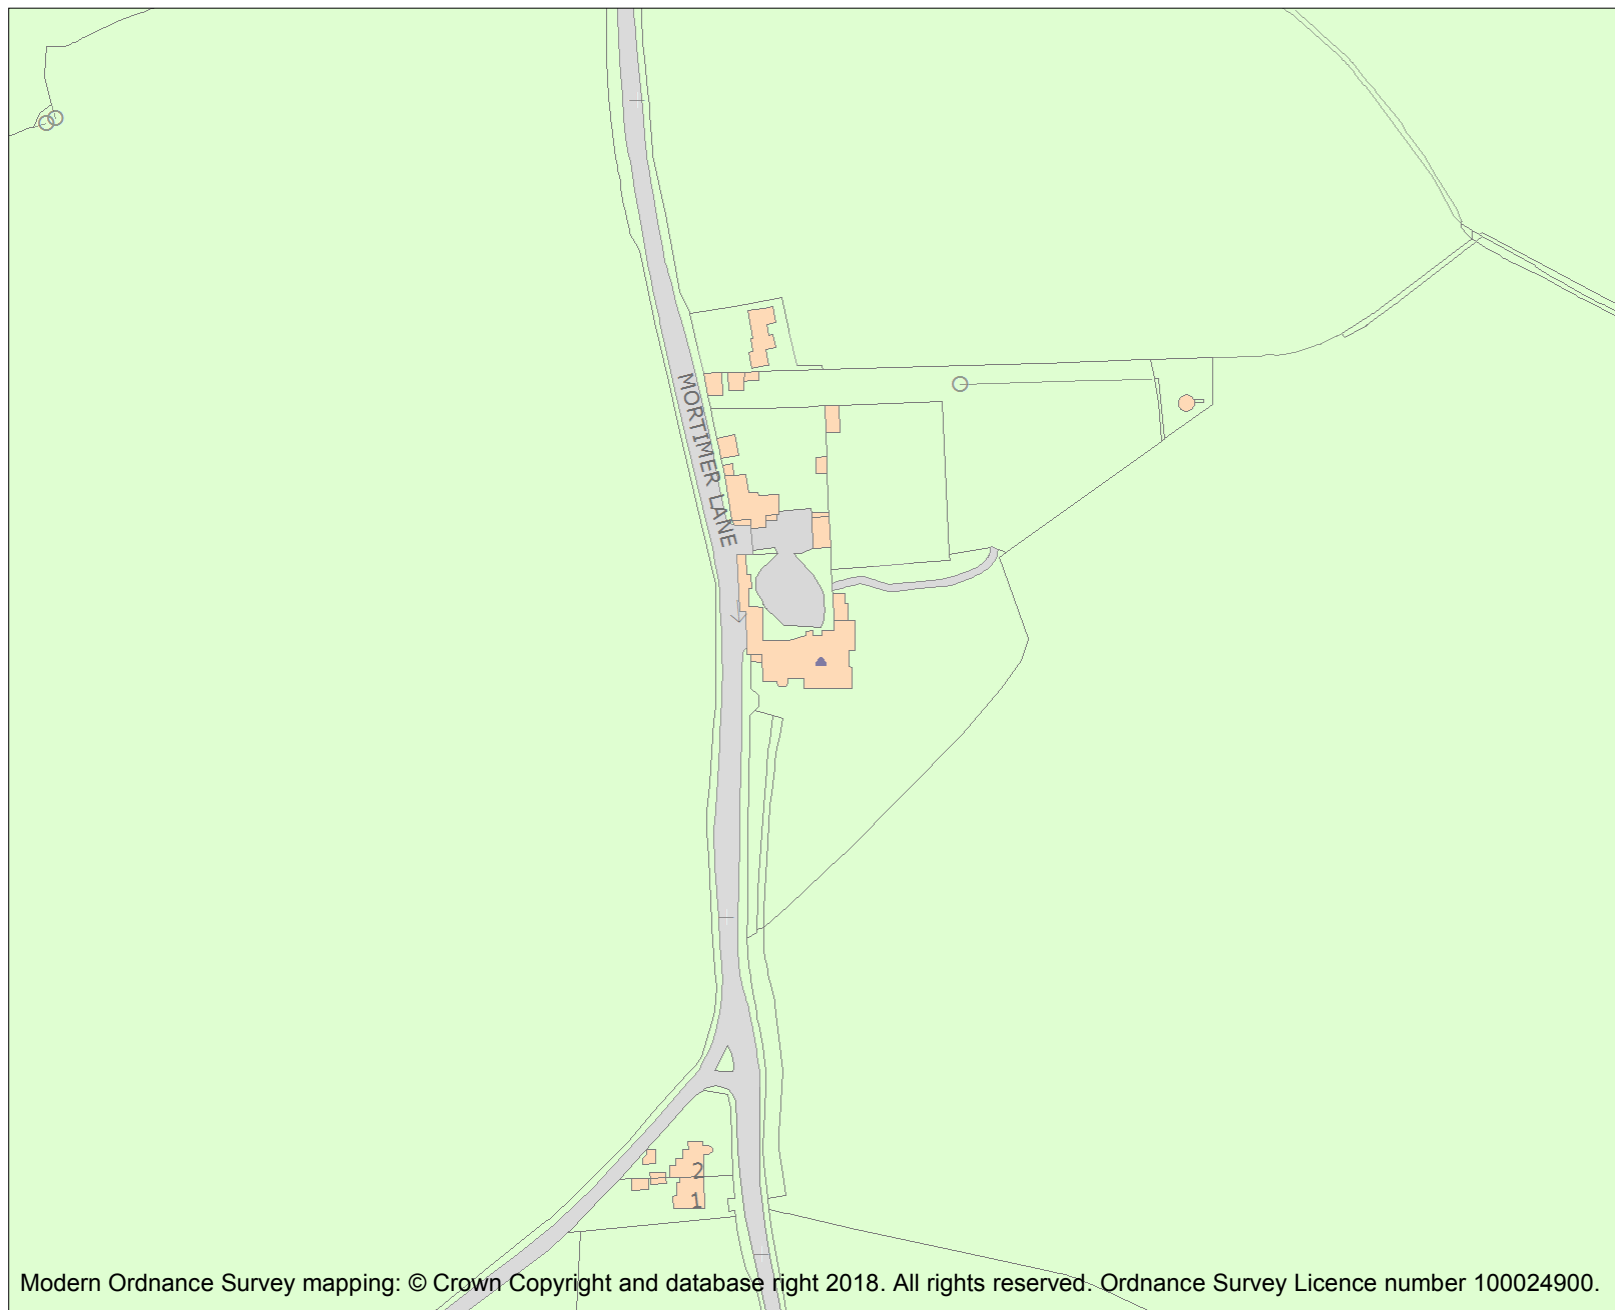 MORTIMER LANE
2
1
Modern Ordnance Survey mapping: © Crown Copyright and database right 2018. All rights reserved. Ordnance Survey Licence number 100024900.